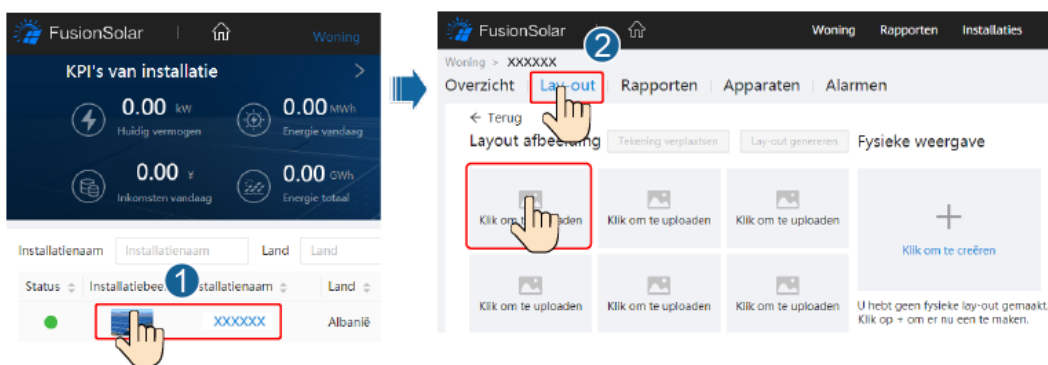 FusionSolar
Woning
KPI's van installatie
0.00 kW
Huidig vermogen
0.00 MWh
Energie vandaag
0.00 ¥
Inkomsten vandaag
0.00 GWh
Energie totaal
Installatienaam Installatienaam Land Land
Status Installatiebee stallatienaam Land
1
XXXXXX Albanië
FusionSolar
2
Woning Rapporten Installaties
Woning > XXXXXX
Overzicht Lay-out Rapporten Apparaten Alarmen
← Terug
Layout afbeelding Tekening verplaatsen Lay-out genereren Fysieke weergave
Klik om te uploaden Klik om te uploaden Klik om te uploaden
Klik om te creëren
Klik om te uploaden Klik om te uploaden Klik om te uploaden
U hebt geen fysieke lay-out gemaakt.
Klik op + om er nu een te maken.